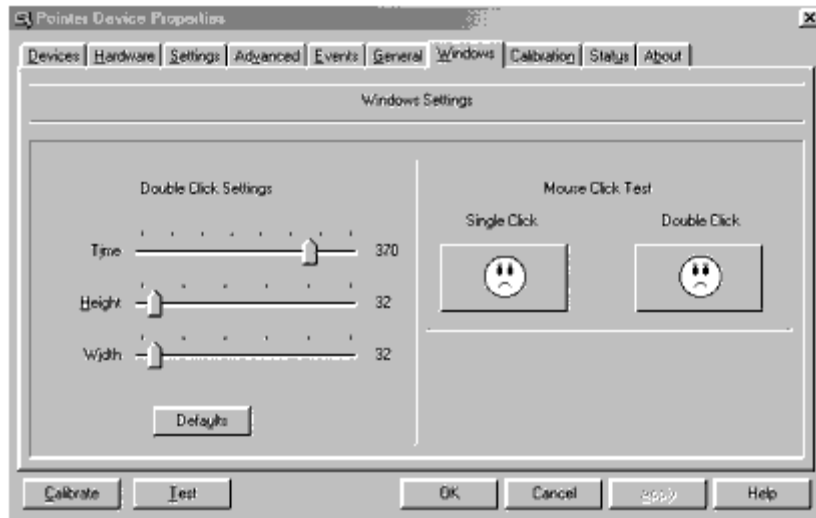 Pointer Device Properties
Devices Hardware Settings Advanced Events General Windows Calibration Status About
Windows Settings
Double Click Settings
Mouse Click Test
Single Click Double Click
Time 370
Height 32
Width 32
Defaults
Calibrate Test OK Cancel Apply Help